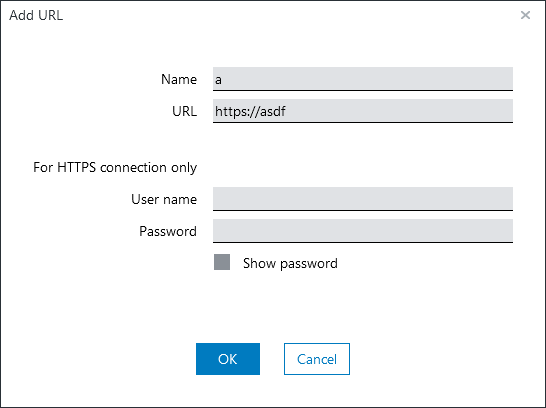 Add URL
Name a
URL https://asdf
For HTTPS connection only
User name
Password
Show password
OK Cancel